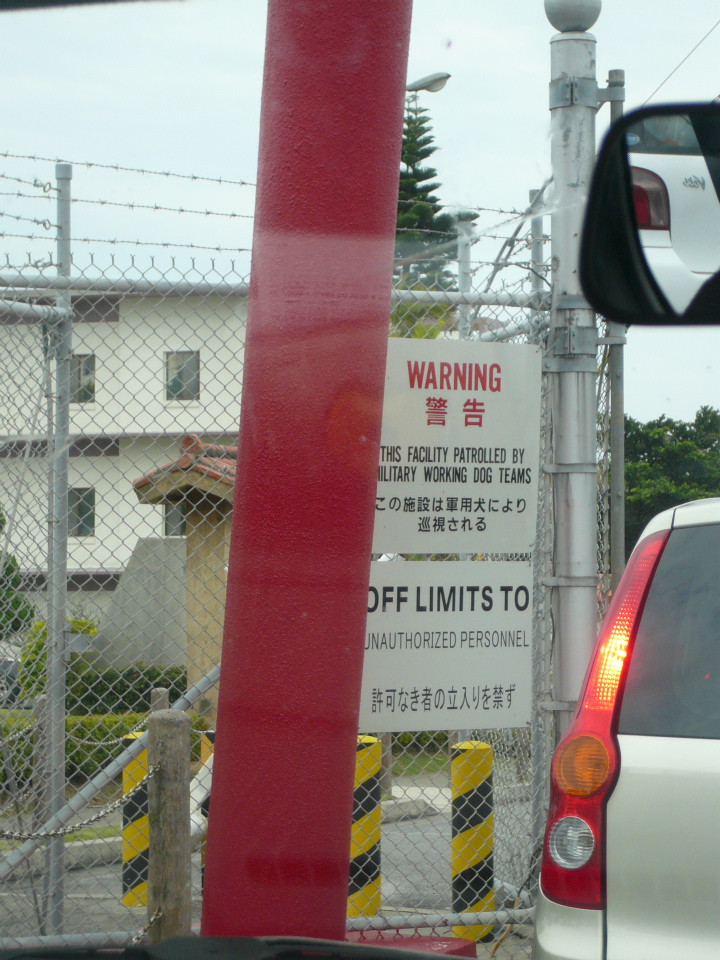 WARNING
警告
THIS FACILITY PATROLLED BY
MILITARY WORKING DOG TEAMS
この施設は軍用犬により
巡視される
OFF LIMITS TO
UNAUTHORIZED PERSONNEL
許可なき者の立入りを禁ず